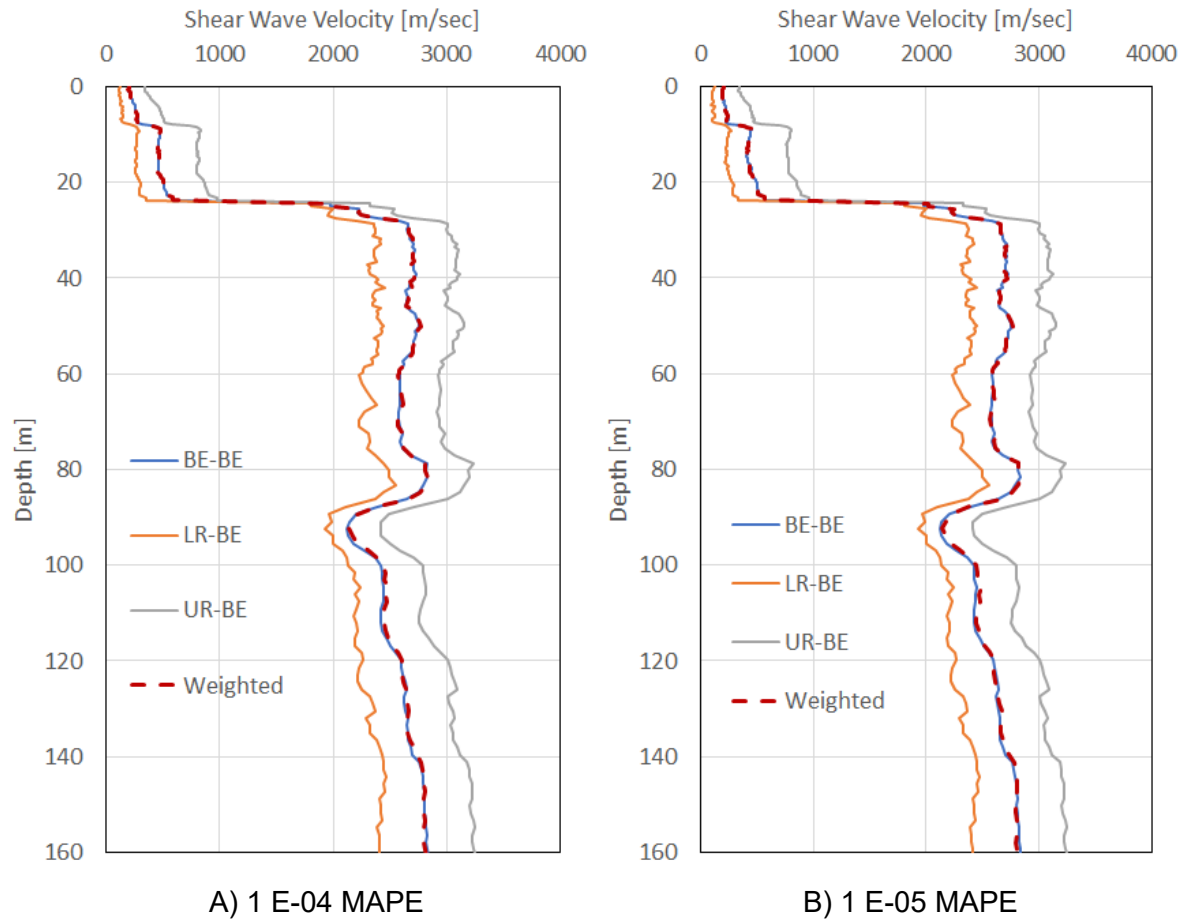 Shear Wave Velocity [m/sec]
0 1000 2000 3000 4000
0
20
40
60
80
100
120
140
160
Depth [m]
BE-BE
LR-BE
UR-BE
Weighted
A) 1 E-04 MAPE
Shear Wave Velocity [m/sec]
0 1000 2000 3000 4000
0
20
40
60
80
100
120
140
160
Depth [m]
BE-BE
LR-BE
UR-BE
Weighted
B) 1 E-05 MAPE